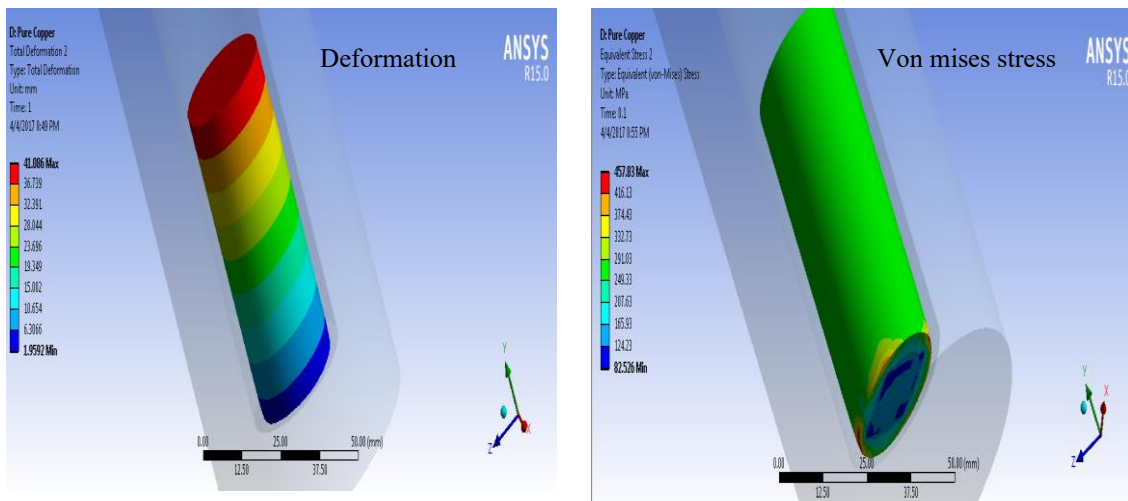 D: Pure Copper
Total Deformation 2
Type: Total Deformation
Unit: mm
Time: 1
4/4/2017 8:49 PM
Deformation
ANSYS
R15.0
41.086 Max
36.739
32.391
28.044
23.696
19.349
15.002
10.654
6.3066
1.9592 Min
Y
X
Z
0.00
25.00
50.00 (mm)
12.50
37.50
D: Pure Copper
Equivalent Stress 2
Type: Equivalent (von-Mises) Stress
Unit: MPa
Time: 0.1
4/4/2017 8:55 PM
Von mises stress
ANSYS
R15.0
457.83 Max
416.13
374.43
332.73
291.03
249.33
207.63
165.93
124.23
82.526 Min
Y
X
Z
0.00
25.00
50.00 (mm)
12.50
37.50